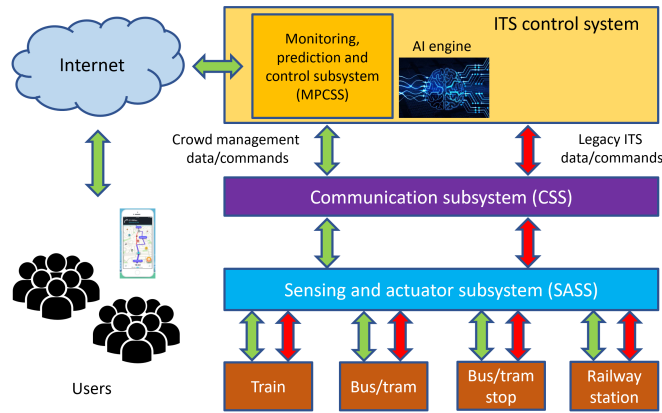 ITS control system
Internet
Monitoring,
prediction and
control subsystem
(MPCSS)
AI engine
Crowd management
data/commands
Legacy ITS
data/commands
Communication subsystem (CSS)
Sensing and actuator subsystem (SASS)
Users
Train
Bus/tram
Bus/tram
stop
Railway
station